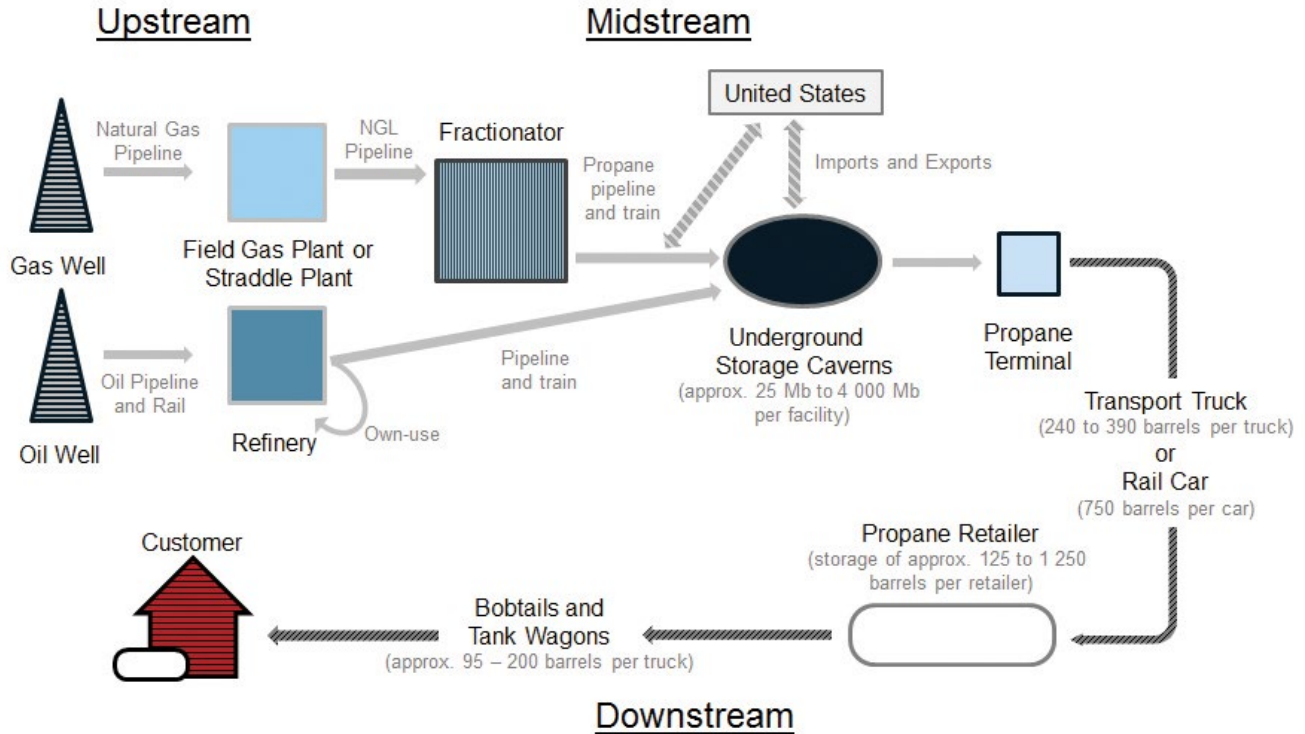 Upstream
Midstream
United States
Natural Gas
Pipeline
NGL
Pipeline
Fractionator
Propane
pipeline
and train
Imports and Exports
Gas Well
Field Gas Plant or
Straddle Plant
Oil Pipeline
and Rail
Oil Well
Refinery
Own-use
Pipeline
and train
Underground
Storage Caverns
(approx. 25 Mb to 4 000 Mb
per facility)
Propane
Terminal
Transport Truck
(240 to 390 barrels per truck)
or
Rail Car
(750 barrels per car)
Propane Retailer
(storage of approx. 125 to 1 250
barrels per retailer)
Bobtails and
Tank Wagons
(approx. 95 – 200 barrels per truck)
Customer
Downstream